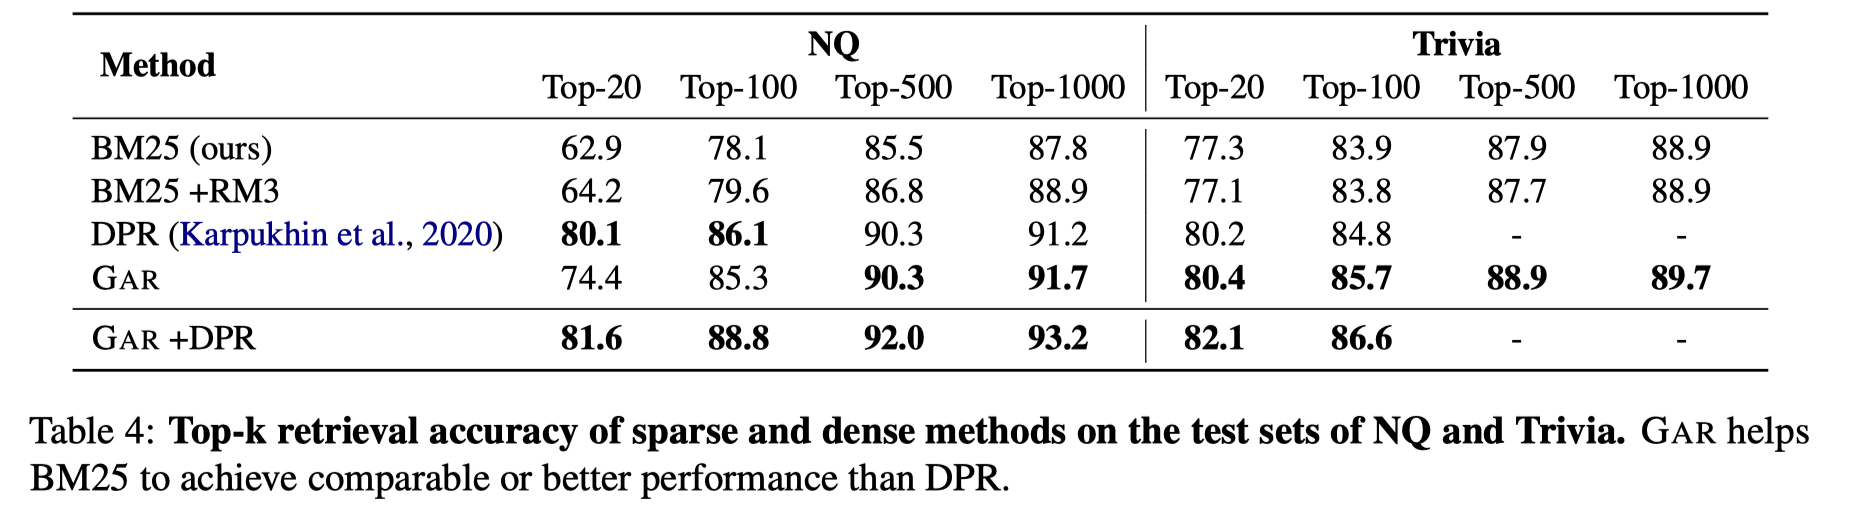 Method NQ Trivia
Top-20 Top-100 Top-500 Top-1000 Top-20 Top-100 Top-500 Top-1000
BM25 (ours) 62.9 78.1 85.5 87.8 77.3 83.9 87.9 88.9
BM25 +RM3 64.2 79.6 86.8 88.9 77.1 83.8 87.7 88.9
DPR (Karpukhin et al., 2020) 80.1 86.1 90.3 91.2 80.2 84.8 - -
GAR 74.4 85.3 90.3 91.7 80.4 85.7 88.9 89.7
GAR +DPR 81.6 88.8 92.0 93.2 82.1 86.6 - -
Table 4: Top-k retrieval accuracy of sparse and dense methods on the test sets of NQ and Trivia. GAR helps
BM25 to achieve comparable or better performance than DPR.